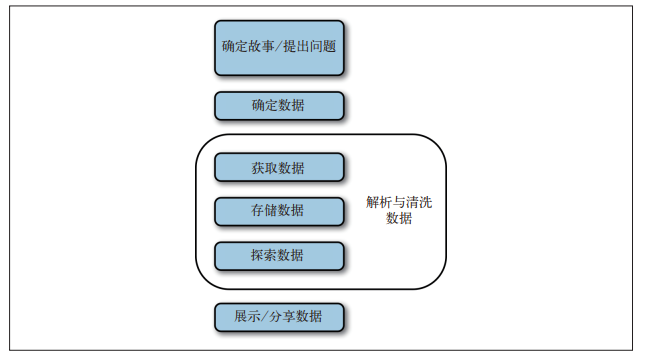 确定故事/提出问题
确定数据
获取数据
存储数据
探索数据
解析与清洗
数据
展示/分享数据